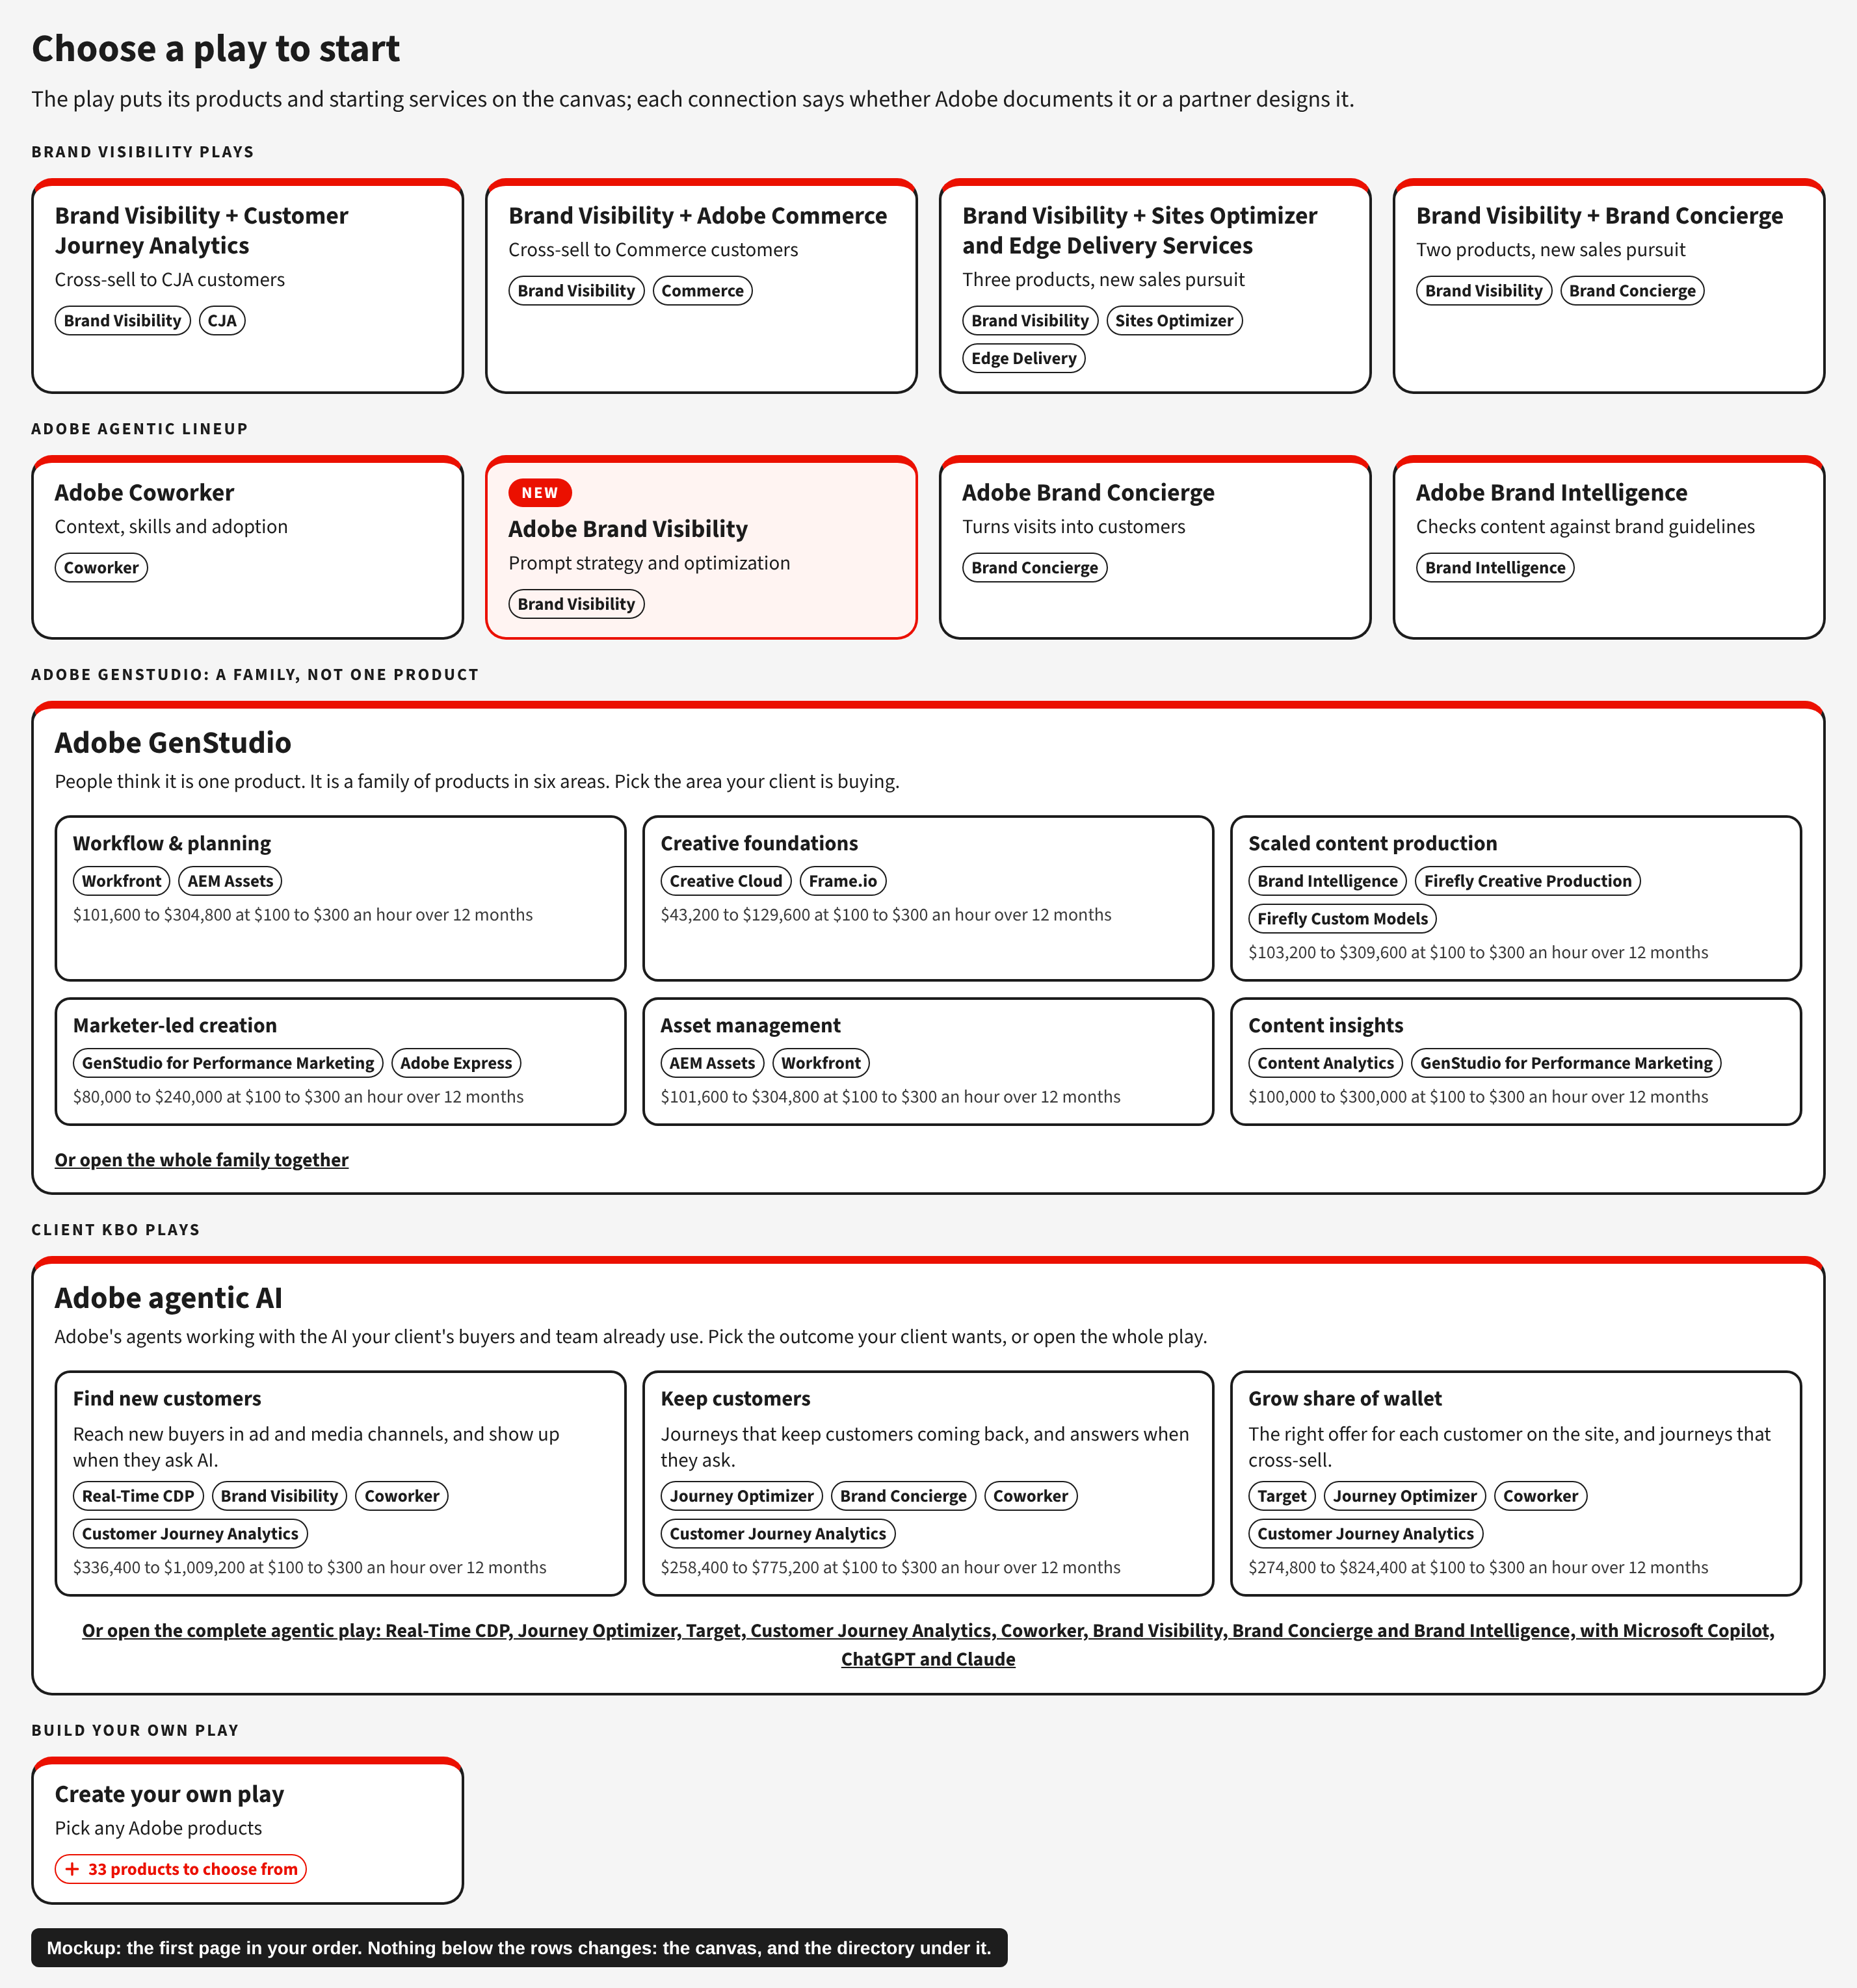 Choose a play to start
The play puts its products and starting services on the canvas; each connection says whether Adobe documents it or a partner designs it.
BRAND VISIBILITY PLAYS
Brand Visibility + Customer
Journey Analytics
Cross-sell to CJA customers
Brand Visibility
CJA
Brand Visibility + Adobe Commerce
Cross-sell to Commerce customers
Brand Visibility
Commerce
Brand Visibility + Sites Optimizer
and Edge Delivery Services
Three products, new sales pursuit
Brand Visibility
Sites Optimizer
Edge Delivery
Brand Visibility + Brand Concierge
Two products, new sales pursuit
Brand Visibility
Brand Concierge
ADOBE AGENTIC LINEUP
Adobe Coworker
Context, skills and adoption
Coworker
NEW
Adobe Brand Visibility
Prompt strategy and optimization
Brand Visibility
Adobe Brand Concierge
Turns visits into customers
Brand Concierge
Adobe Brand Intelligence
Checks content against brand guidelines
Brand Intelligence
ADOBE GENSTUDIO: A FAMILY, NOT ONE PRODUCT
Adobe GenStudio
People think it is one product. It is a family of products in six areas. Pick the area your client is buying.
Workflow & planning
Workfront
AEM Assets
$101,600 to $304,800 at $100 to $300 an hour over 12 months
Creative foundations
Creative Cloud
Frame.io
$43,200 to $129,600 at $100 to $300 an hour over 12 months
Scaled content production
Brand Intelligence
Firefly Creative Production
Firefly Custom Models
$103,200 to $309,600 at $100 to $300 an hour over 12 months
Marketer-led creation
GenStudio for Performance Marketing
Adobe Express
$80,000 to $240,000 at $100 to $300 an hour over 12 months
Asset management
AEM Assets
Workfront
$101,600 to $304,800 at $100 to $300 an hour over 12 months
Content insights
Content Analytics
GenStudio for Performance Marketing
$100,000 to $300,000 at $100 to $300 an hour over 12 months
Or open the whole family together
CLIENT KBO PLAYS
Adobe agentic AI
Adobe's agents working with the AI your client's buyers and team already use. Pick the outcome your client wants, or open the whole play.
Find new customers
Reach new buyers in ad and media channels, and show up
when they ask AI.
Real-Time CDP
Brand Visibility
Coworker
Customer Journey Analytics
$336,400 to $1,009,200 at $100 to $300 an hour over 12 months
Keep customers
Journeys that keep customers coming back, and answers when
they ask.
Journey Optimizer
Brand Concierge
Coworker
Customer Journey Analytics
$258,400 to $775,200 at $100 to $300 an hour over 12 months
Grow share of wallet
The right offer for each customer on the site, and journeys that
cross-sell.
Target
Journey Optimizer
Coworker
Customer Journey Analytics
$274,800 to $824,400 at $100 to $300 an hour over 12 months
Or open the complete agentic play: Real-Time CDP, Journey Optimizer, Target, Customer Journey Analytics, Coworker, Brand Visibility, Brand Concierge and Brand Intelligence, with Microsoft Copilot,
ChatGPT and Claude
BUILD YOUR OWN PLAY
Create your own play
Pick any Adobe products
+ 33 products to choose from
Mockup: the first page in your order. Nothing below the rows changes: the canvas, and the directory under it.